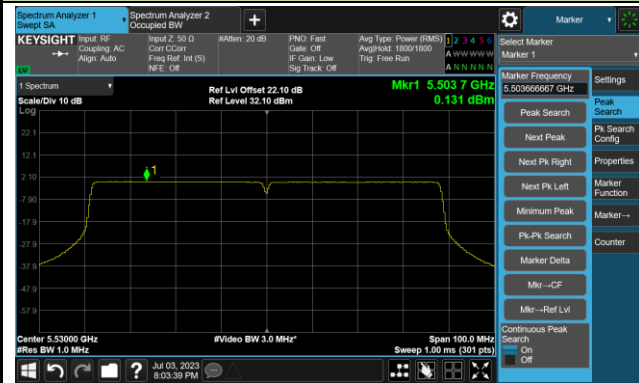 Spectrum Analyzer 1
Swept SA
Spectrum Analyzer 2
Occupied BW
+
Marker
KEYSIGHT
Input: RF
Coupling: AC
Align: Auto
Input Z: 50 Ω
Corr CCorr
Freq Ref: Int (S)
NFE: Off
#Atten: 20 dB
PNO: Fast
Gate: Off
IF Gain: Low
Sig Track: Off
Avg Type: Power (RMS)
Avg|Hold: 1800/1800
Trig: Free Run
1 2 3 4 5 6
A W W W W W
A N N N N N
Select Marker
Marker 1
1 Spectrum
Scale/Div 10 dB
Log
Ref Lvl Offset 22.10 dB
Ref Level 32.10 dBm
Mkr1 5.503 7 GHz
0.131 dBm
22.1
12.1
2.10
-7.90
-17.9
-27.9
-37.9
-47.9
-57.9
1
Center 5.53000 GHz
#Res BW 1.0 MHz
#Video BW 3.0 MHz*
Span 100.0 MHz
Sweep 1.00 ms (301 pts)
Marker Frequency
5.503666667 GHz
Peak Search
Next Peak
Next Pk Right
Next Pk Left
Minimum Peak
Pk-Pk Search
Marker Delta
Mkr→CF
Mkr→Ref Lvl
Continuous Peak
Search
On
Off
Settings
Peak
Search
Pk Search
Config
Properties
Marker
Function
Marker→
Counter
?
Jul 03, 2023
8:03:39 PM